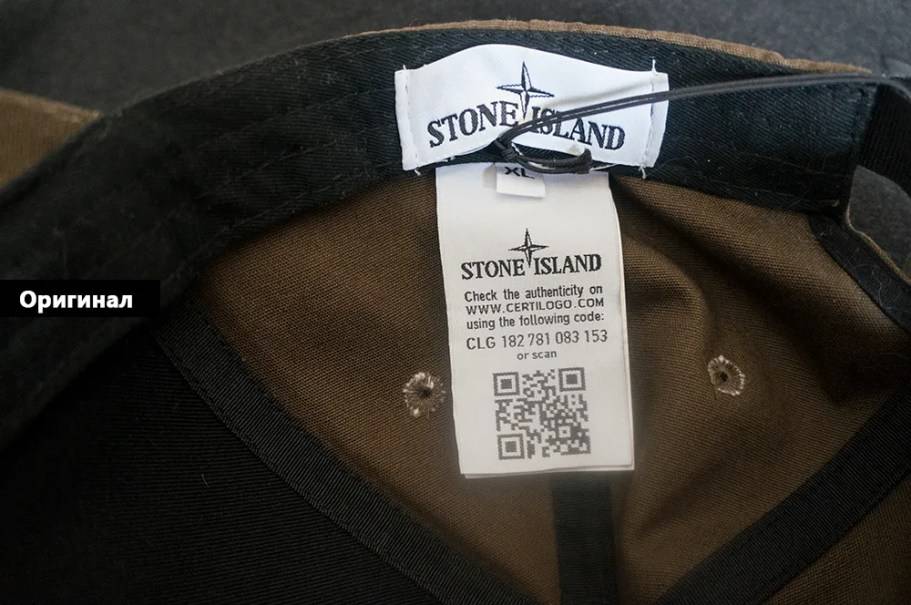 STONE ISLAND
XL
STONE ISLAND
Check the authenticity on
WWW.CERTILOGO.COM
using the following code:
CLG 182 781 083 153
or scan
Оригинал